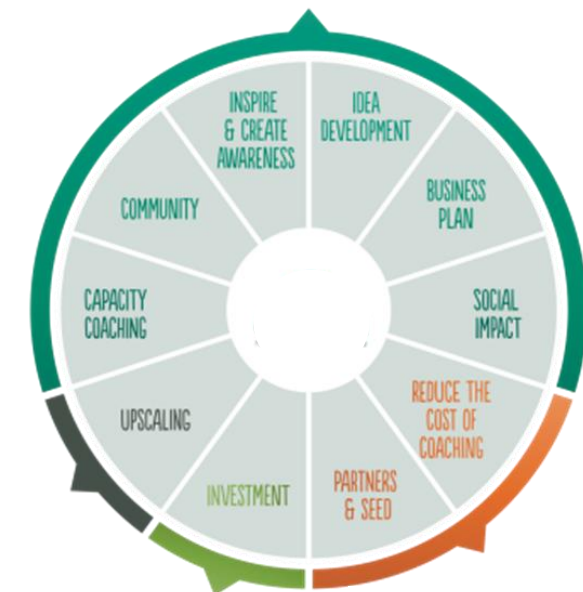 INSPIRE
& CREATE
AWARENESS
IDEA
DEVELOPMENT
BUSINESS
PLAN
SOCIAL
IMPACT
REDUCE THE
COST OF
COACHING
PARTNERS
& SEED
INVESTMENT
UPSCALING
CAPACITY
COACHING
COMMUNITY